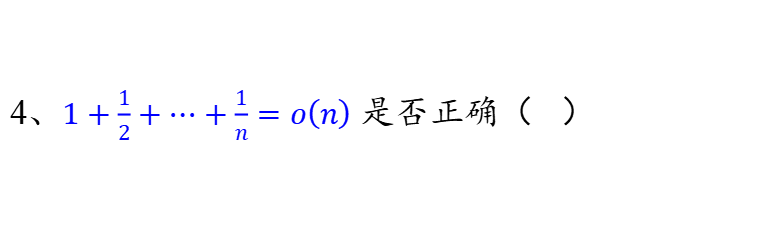 4、1 + 1/2 + ⋯ + 1/n = o(n) 是否正确（ ）